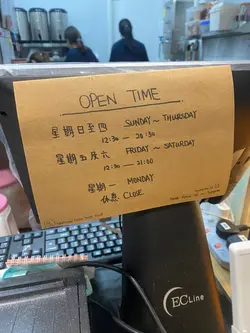 OPEN TIME
星期日至四 SUNDAY ~ THURSDAY
12:30 — 20:30
星期五及六 FRIDAY ~ SATURDAY
12:30 — 21:00
星期一 MONDAY
休息 CLOSE
ECLine